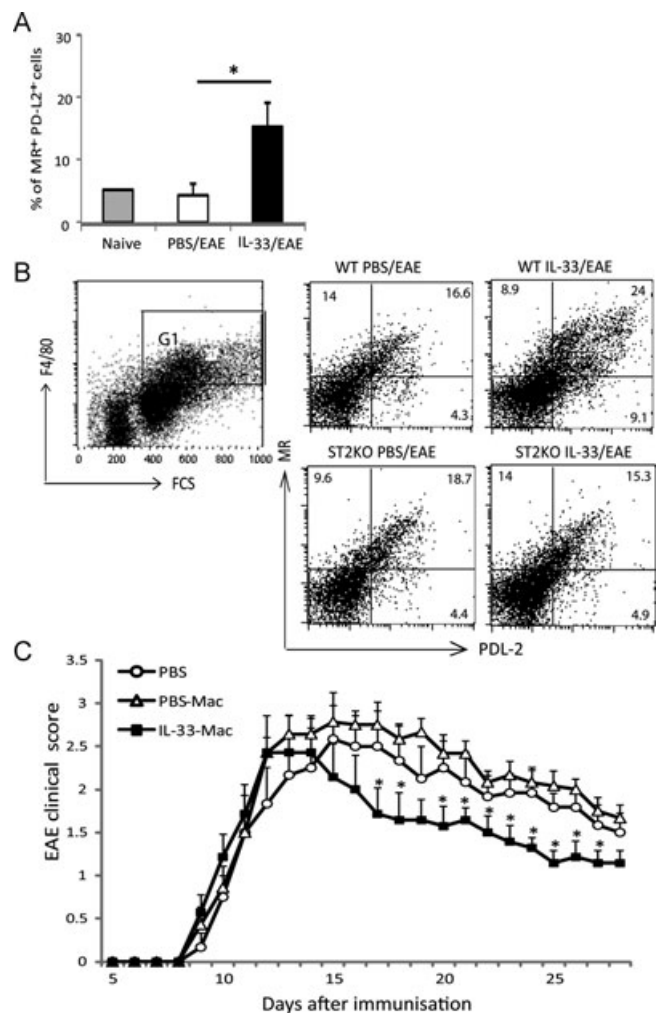 A
% of MR+ PD-L2+ cells
30
20
10
0
*
Naive
PBS/EAE
IL-33/EAE
B
F4/80
G1
200
400
600
800
1000
FCS
WT PBS/EAE
14
16.6
4.3
WT IL-33/EAE
8.9
24
9.1
MR
ST2KO PBS/EAE
9.6
18.7
4.4
ST2KO IL-33/EAE
14
15.3
4.9
PDL-2
C
EAE clinical score
3.5
3
2.5
2
1.5
1
0.5
0
PBS
PBS-Mac
IL-33-Mac
* * * * * * * * * * *
5
10
15
20
25
Days after immunisation